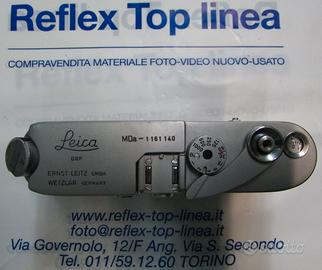 Reflex Top linea
COMPRAVENDITA MATERIALE FOTO-VIDEO NUOVO-USATO
Leica
DRP
MDa-1161140
ERNST LEITZ GMBH
WETZLAR GERMANY
www.reflex-top-linea.it
foto@reflex-top-linea.it
Via Governolo, 12/F Ang. Via S. Secondo
Tel. 011/59.12.60 TORINO
subito